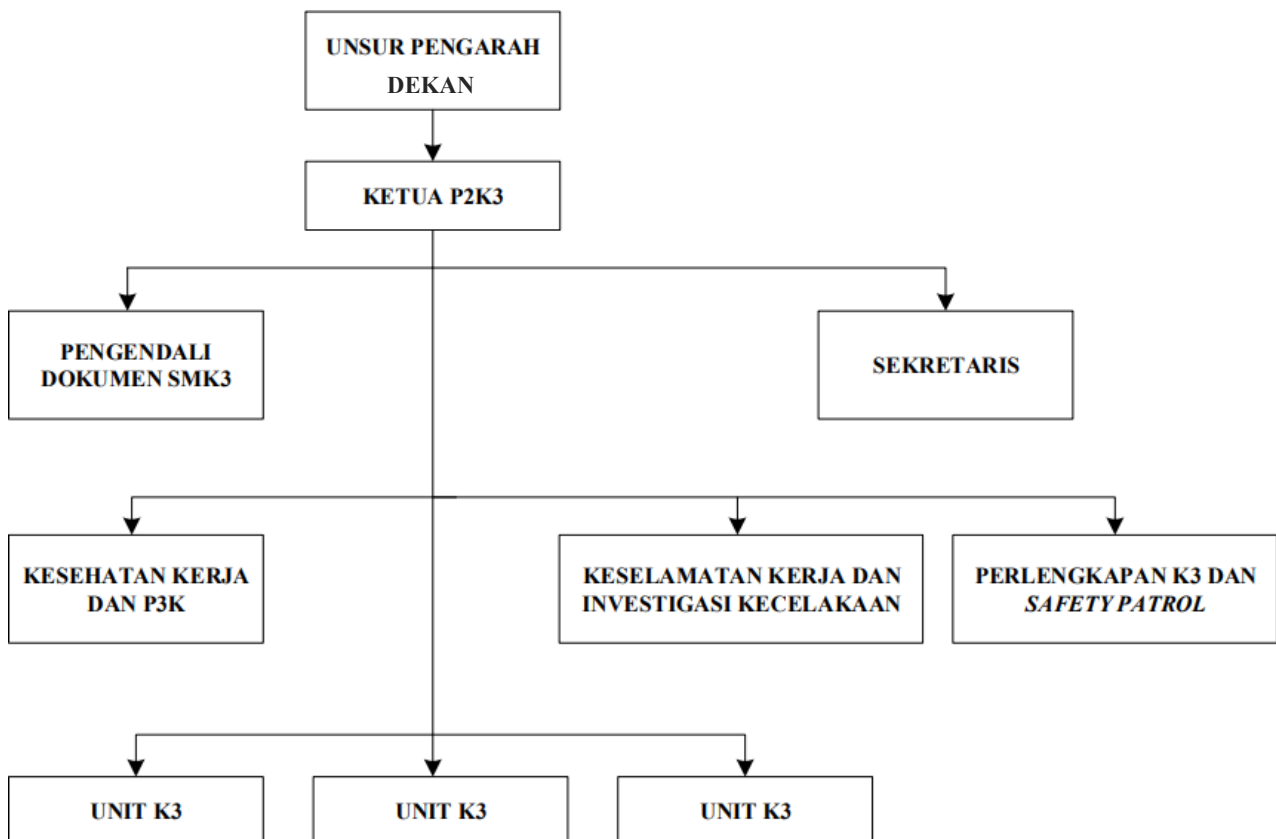 UNSUR PENGARAH
DEKAN
KETUA P2K3
PENGENDALI
DOKUMEN SMK3
SEKRETARIS
KESEHATAN KERJA
DAN P3K
KESELAMATAN KERJA DAN
INVESTIGASI KECELAKAAN
PERLENGKAPAN K3 DAN
SAFETY PATROL
UNIT K3
UNIT K3
UNIT K3